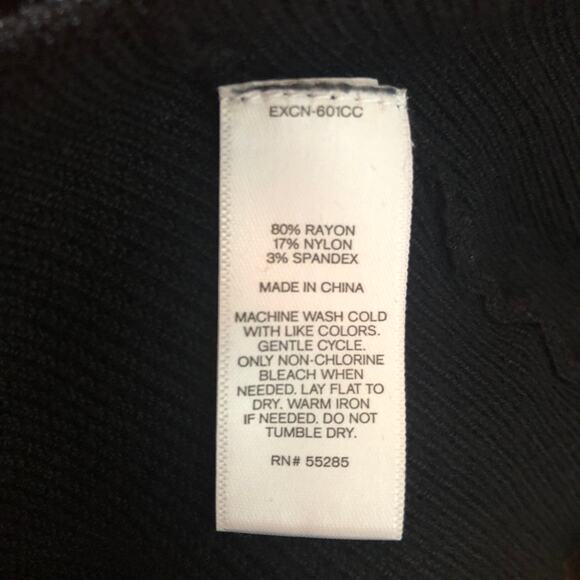 EXCN-601CC
80% RAYON
17% NYLON
3% SPANDEX
MADE IN CHINA
MACHINE WASH COLD
WITH LIKE COLORS.
GENTLE CYCLE.
ONLY NON-CHLORINE
BLEACH WHEN
NEEDED. LAY FLAT TO
DRY. WARM IRON
IF NEEDED. DO NOT
TUMBLE DRY.
RN# 55285